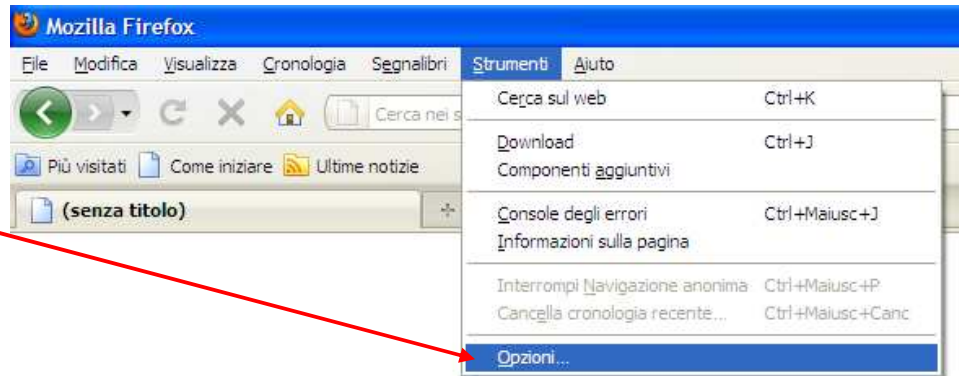 Mozilla Firefox
File Modifica Visualizza Cronologia Segnalibri Strumenti Aiuto
Cerca nei s
Più visitati Come iniziare Ultime notizie
(senza titolo)
Cerca sul web Ctrl+K
Download Ctrl+J
Componenti aggiuntivi
Console degli errori Ctrl+Maiusc+J
Informazioni sulla pagina
Interrompi Navigazione anonima Ctrl+Maiusc+P
Cancella cronologia recente... Ctrl+Maiusc+Canc
Opzioni...